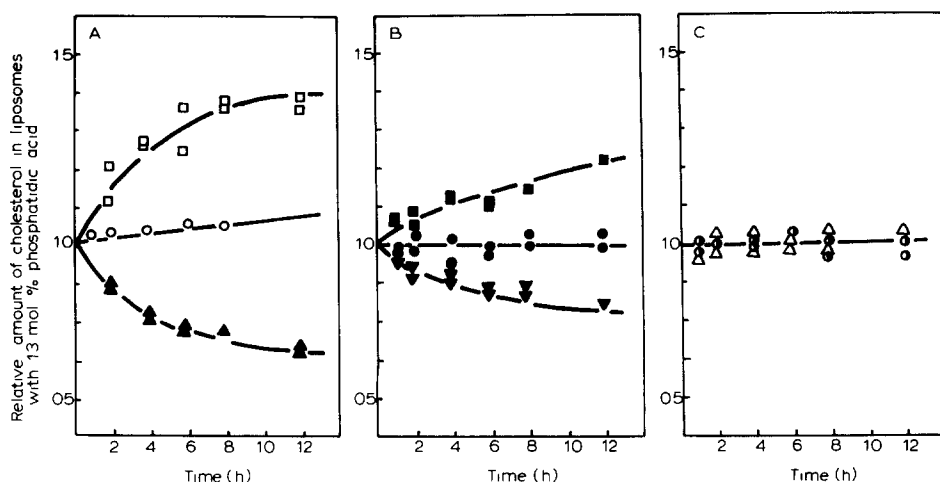 Relative amount of cholesterol in liposomes
with 13 mol % phosphatidic acid
A
15
10
05
2 4 6 8 10 12
Time (h)
B
15
10
05
2 4 6 8 10 12
Time (h)
C
15
10
05
2 4 6 8 10 12
Time (h)